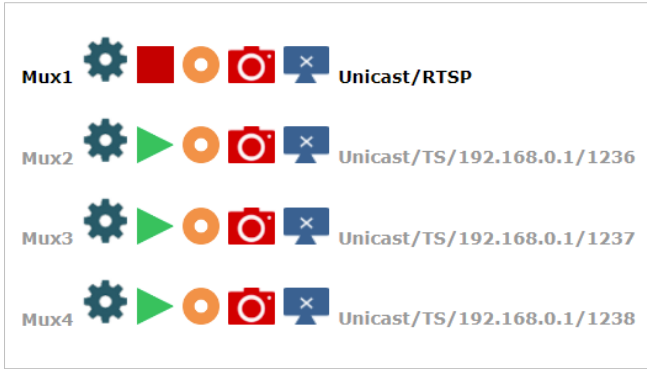 Mux1 Unicast/RTSP
Mux2 Unicast/TS/192.168.0.1/1236
Mux3 Unicast/TS/192.168.0.1/1237
Mux4 Unicast/TS/192.168.0.1/1238